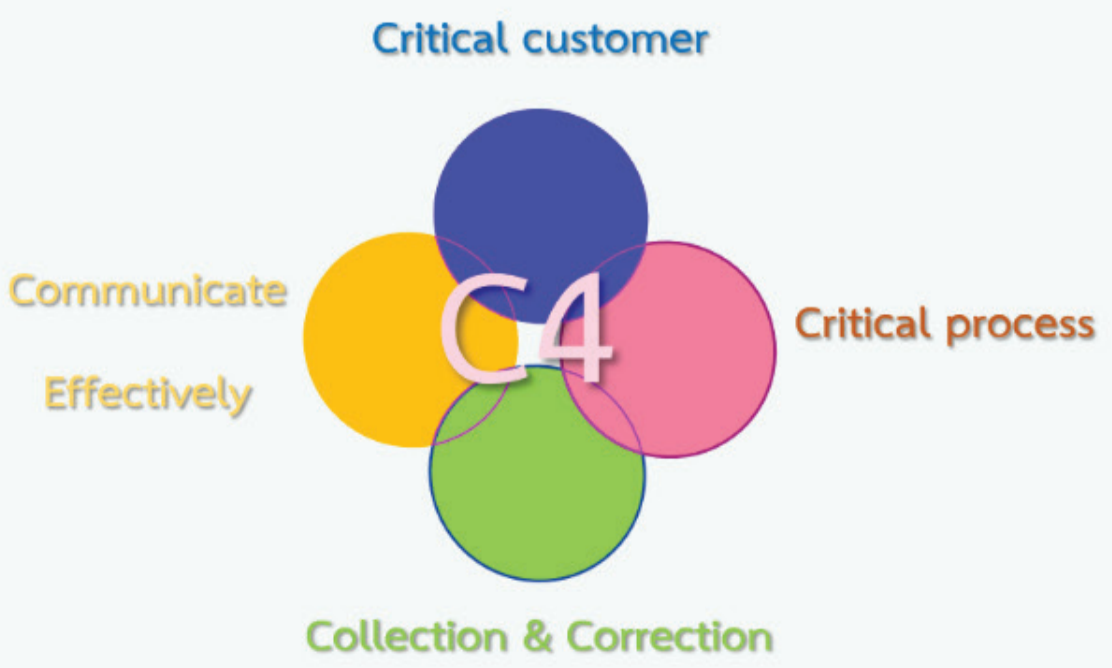 Critical customer
Communicate
Effectively
C4
Critical process
Collection & Correction